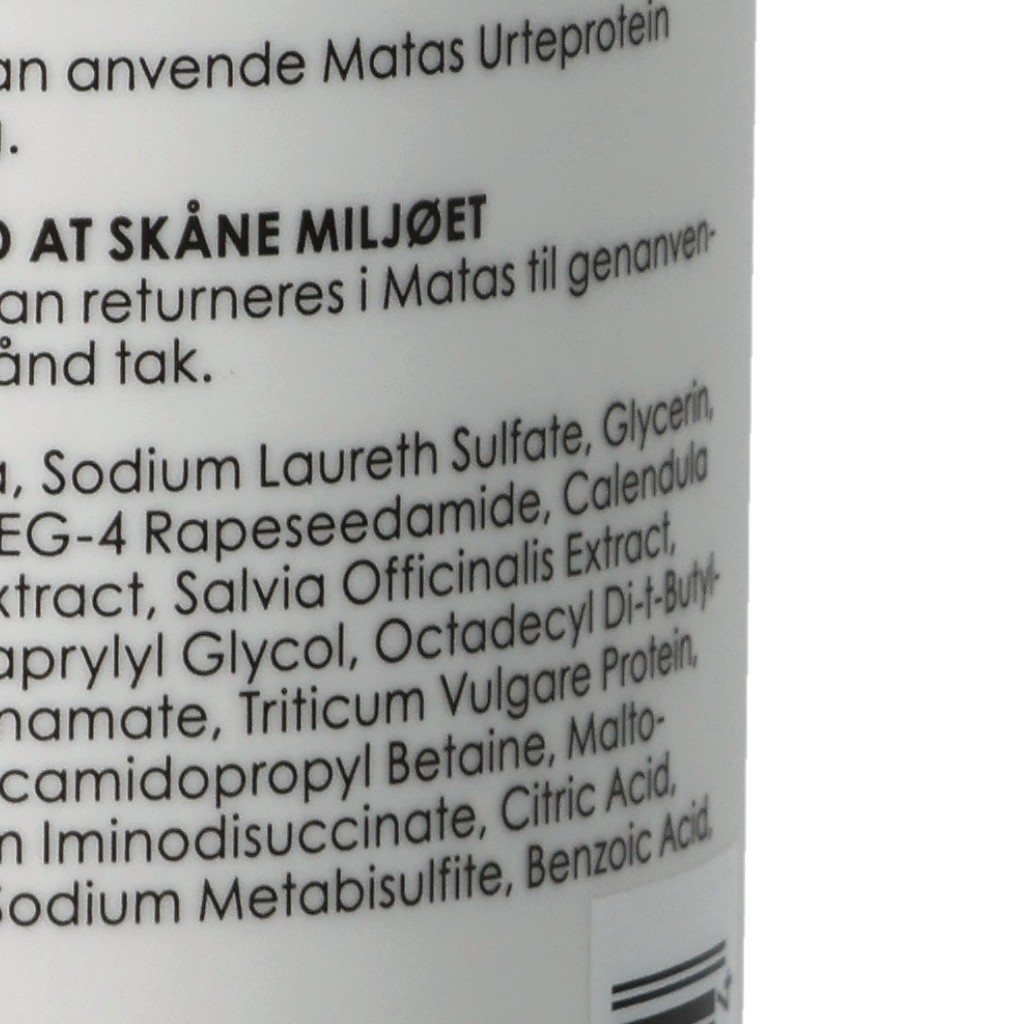 an anvende Matas Urteprotein
.
AT SKÅNE MILJØET
an returneres i Matas til genanven-
ånd tak.
a, Sodium Laureth Sulfate, Glycerin,
EG-4 Rapeseedamide, Calendula
xtract, Salvia Officinalis Extract,
aprylyl Glycol, Octadecyl Di-t-Butyl-
namate, Triticum Vulgare Protein,
camidopropyl Betaine, Malto-
n Iminodisuccinate, Citric Acid,
Sodium Metabisulfite, Benzoic Acid,